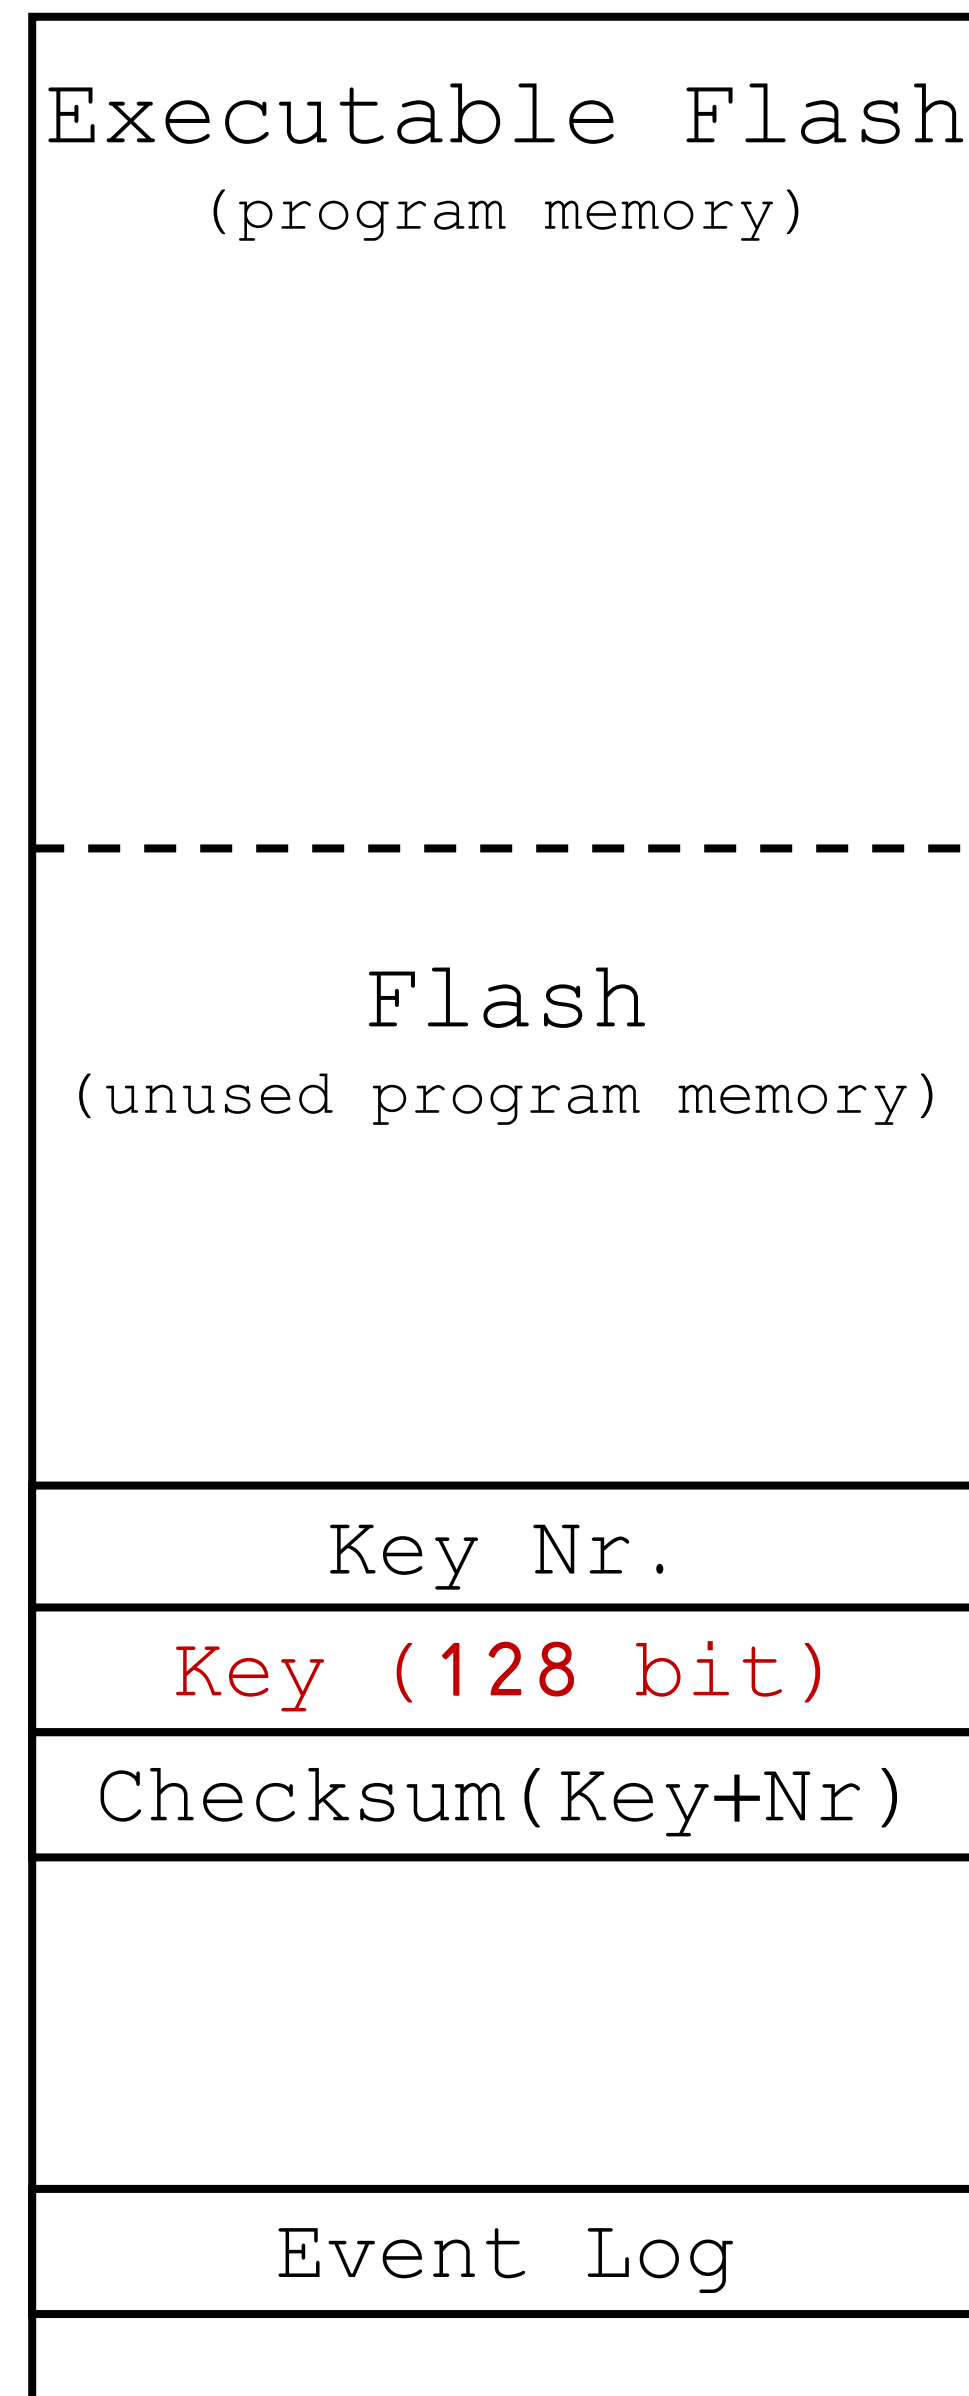 Executable Flash
(program memory)
Flash
(unused program memory)
Key Nr.
Key (128 bit)
Checksum(Key+Nr)
Event Log